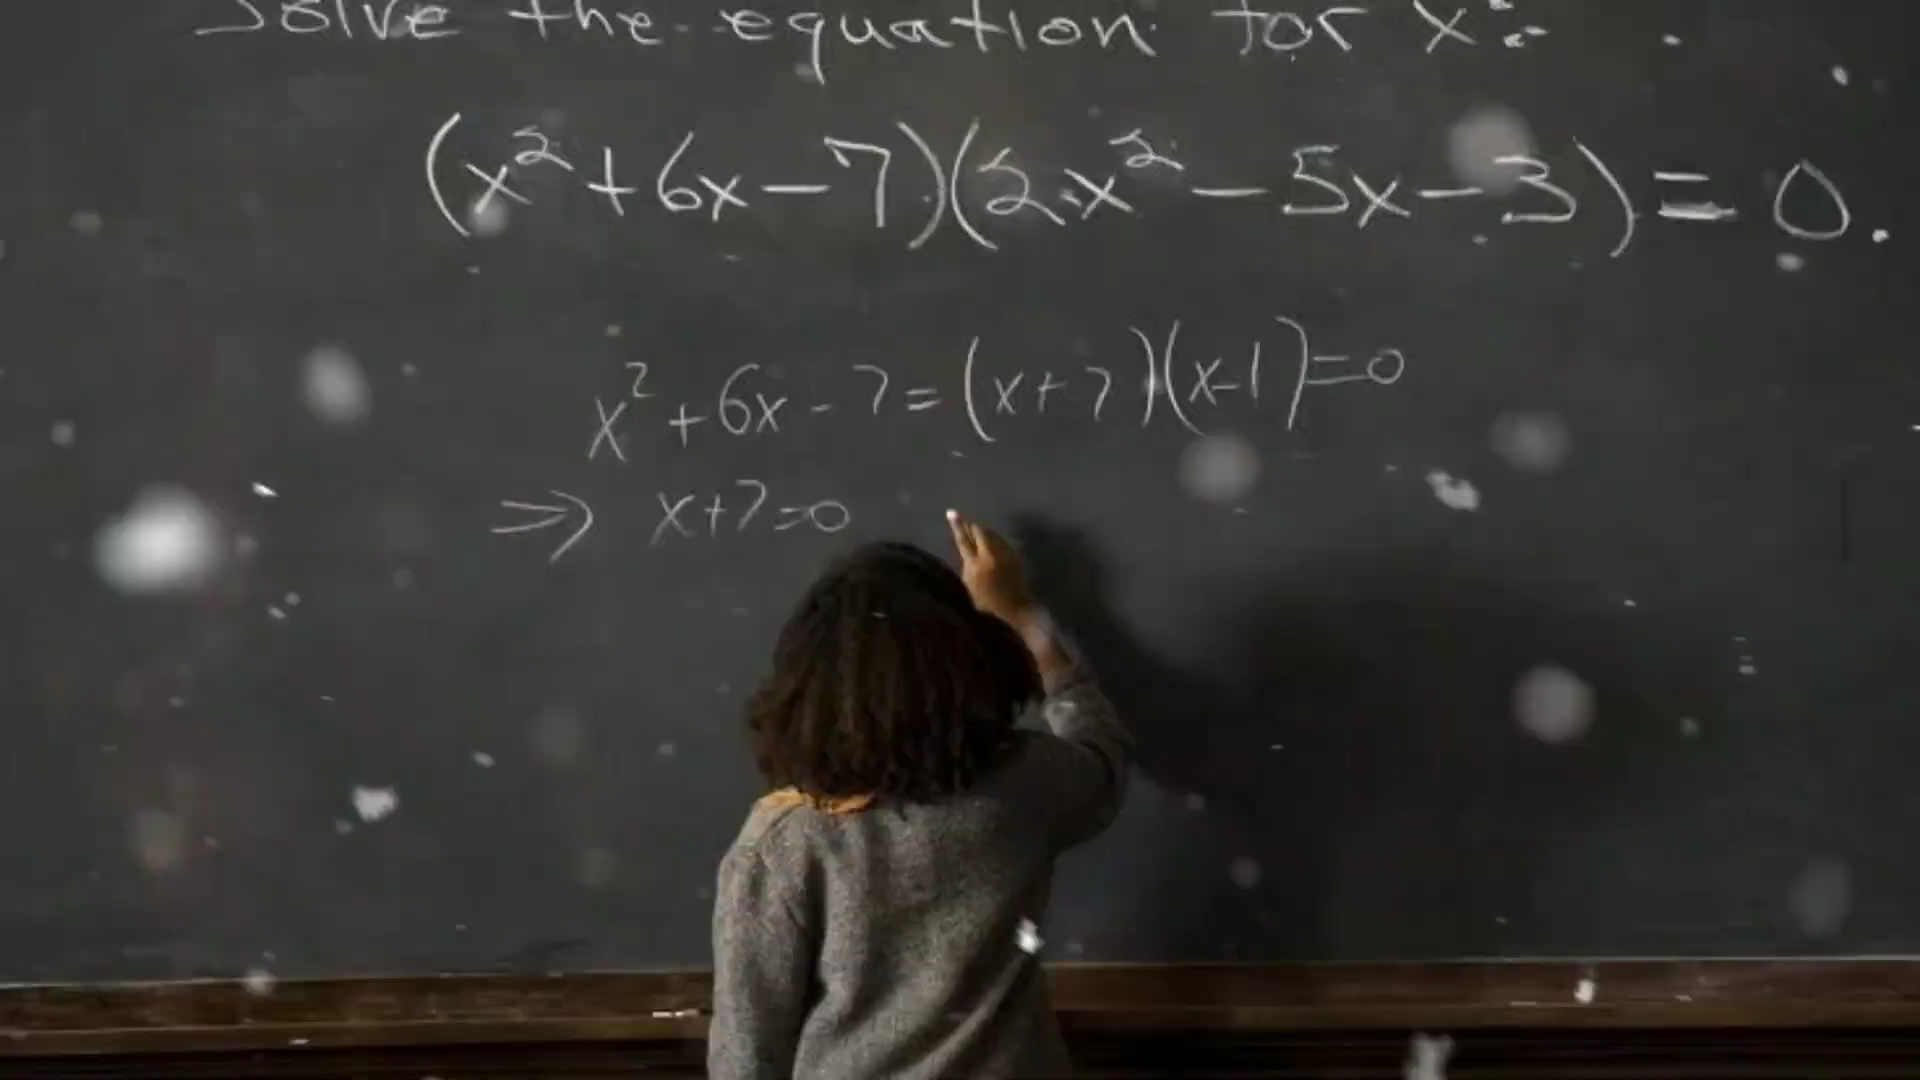 Solve the equation for x:
(x²+6x-7)(2x²-5x-3)=0.
x²+6x-7=(x+7)(x-1)=0
⇒ x+7=0